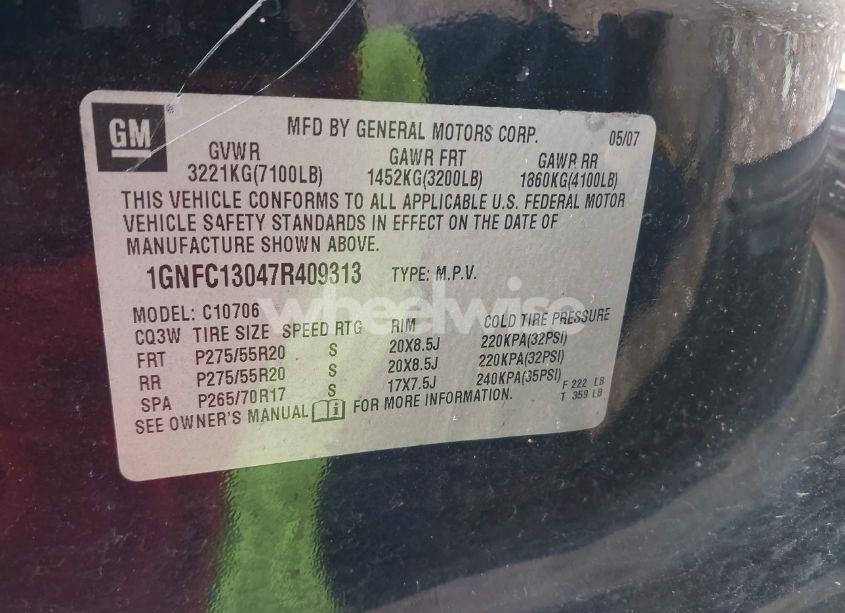 GM ®
MFD BY GENERAL MOTORS CORP. 05/07
GVWR GAWR FRT GAWR RR
3221KG(7100LB) 1452KG(3200LB) 1860KG(4100LB)
THIS VEHICLE CONFORMS TO ALL APPLICABLE U.S. FEDERAL MOTOR
VEHICLE SAFETY STANDARDS IN EFFECT ON THE DATE OF
MANUFACTURE SHOWN ABOVE.
1GNFC13047R409313 TYPE: M.P.V.
wheelwise
MODEL: C10706
CQ3W TIRE SIZE SPEED RTG RIM COLD TIRE PRESSURE
FRT P275/55R20 S 20X8.5J 220KPA(32PSI)
RR P275/55R20 S 20X8.5J 220KPA(32PSI)
SPA P265/70R17 S 17X7.5J 240KPA(35PSI)
SEE OWNER'S MANUAL i FOR MORE INFORMATION.
F 222 LB
T 359 LB